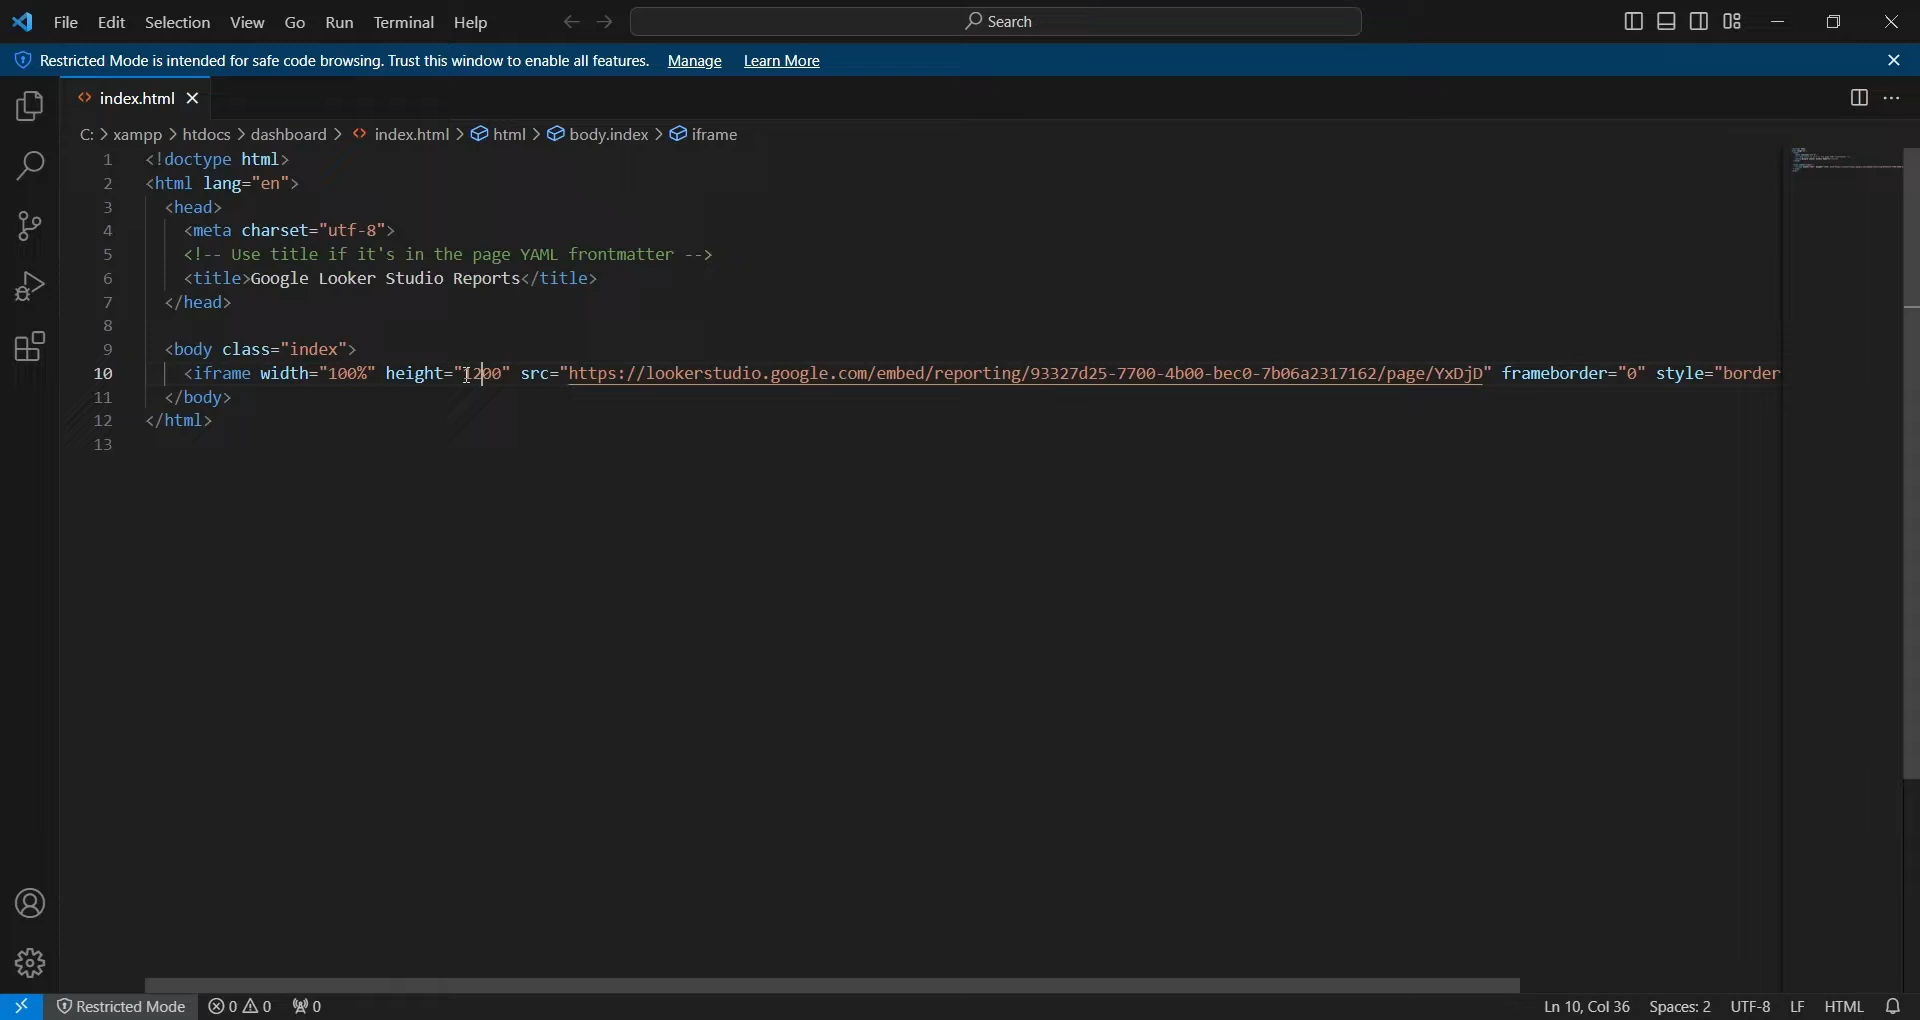 File Edit Selection View Go Run Terminal Help Search
Restricted Mode is intended for safe code browsing. Trust this window to enable all features. Manage Learn More
<> index.html
C: > xampp > htdocs > dashboard > <> index.html > html > body.index > iframe
1 <!doctype html>
2 <html lang="en">
3 <head>
4 <meta charset="utf-8">
5 <!-- Use title if it's in the page YAML frontmatter -->
6 <title>Google Looker Studio Reports</title>
7 </head>
8
9 <body class="index">
10 <iframe width="100%" height="1200" src="https://lookerstudio.google.com/embed/reporting/93327d25-7700-4b00-bec0-7b06a2317162/page/YxDjD" frameborder="0" style="border
11 </body>
12 </html>
13
Restricted Mode 0 0 0 Ln 10, Col 36 Spaces: 2 UTF-8 LF HTML